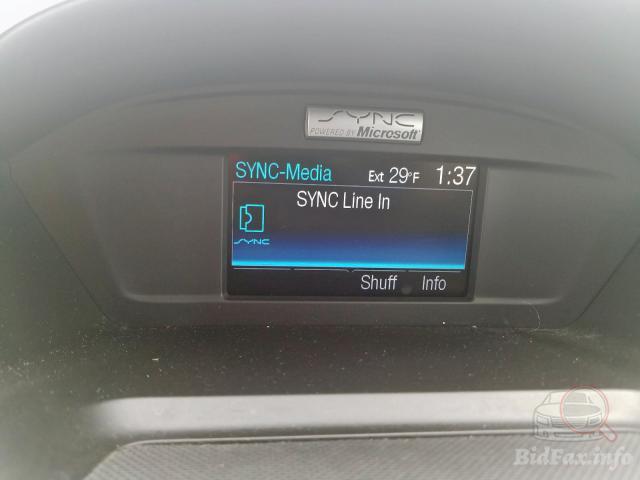 SYNC
POWERED BY Microsoft
SYNC-Media Ext 29°F 1:37
SYNC Line In
SYNC
Shuff Info
BidFax.info